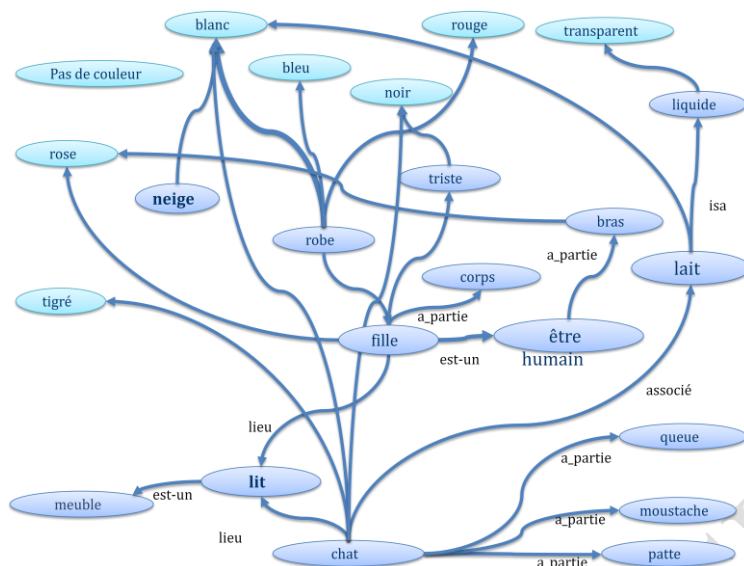 blanc
rouge
transparent
Pas de couleur
bleu
noir
liquide
rose
neige
triste
isa
robe
bras
a_partie
corps
lait
tigré
a_partie
fille
est-un
être
humain
associé
lieu
queue
a_partie
lit
est-un
meuble
moustache
a_partie
lieu
chat
patte
a_partie